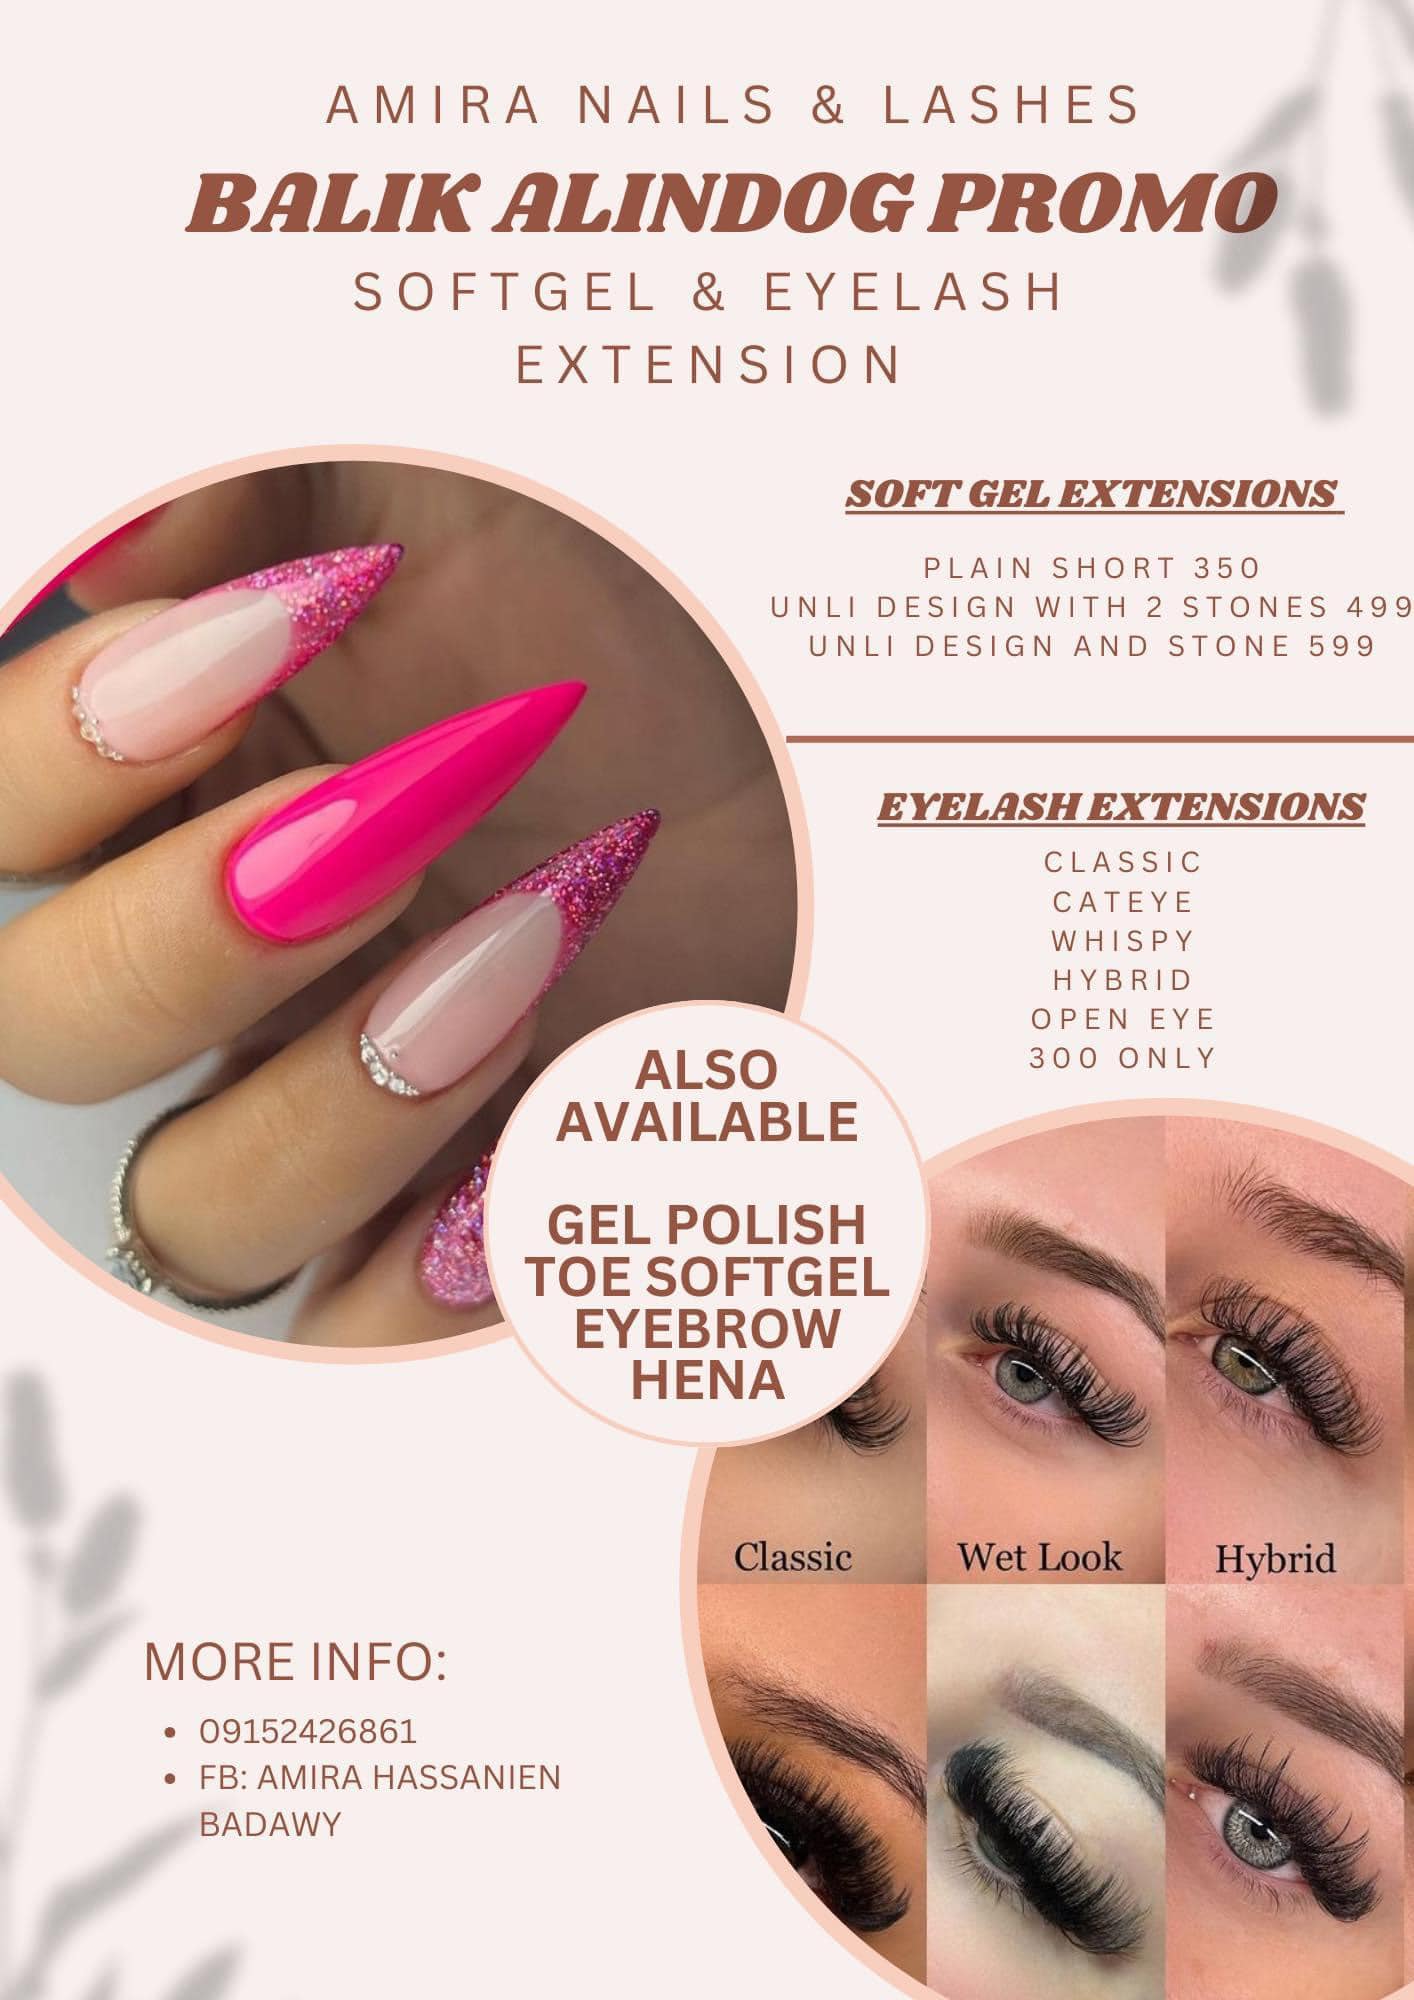 AMIRA NAILS & LASHES
BALIK ALINDOG PROMO
SOFTGEL & EYELASH
EXTENSION
SOFT GEL EXTENSIONS
PLAIN SHORT 350
UNLI DESIGN WITH 2 STONES 499
UNLI DESIGN AND STONE 599
EYELASH EXTENSIONS
CLASSIC
CATEYE
WHISPY
HYBRID
OPEN EYE
300 ONLY
ALSO
AVAILABLE
GEL POLISH
TOE SOFTGEL
EYEBROW
HENA
Classic
Wet Look
Hybrid
MORE INFO:
• 09152426861
• FB: AMIRA HASSANIEN
BADAWY